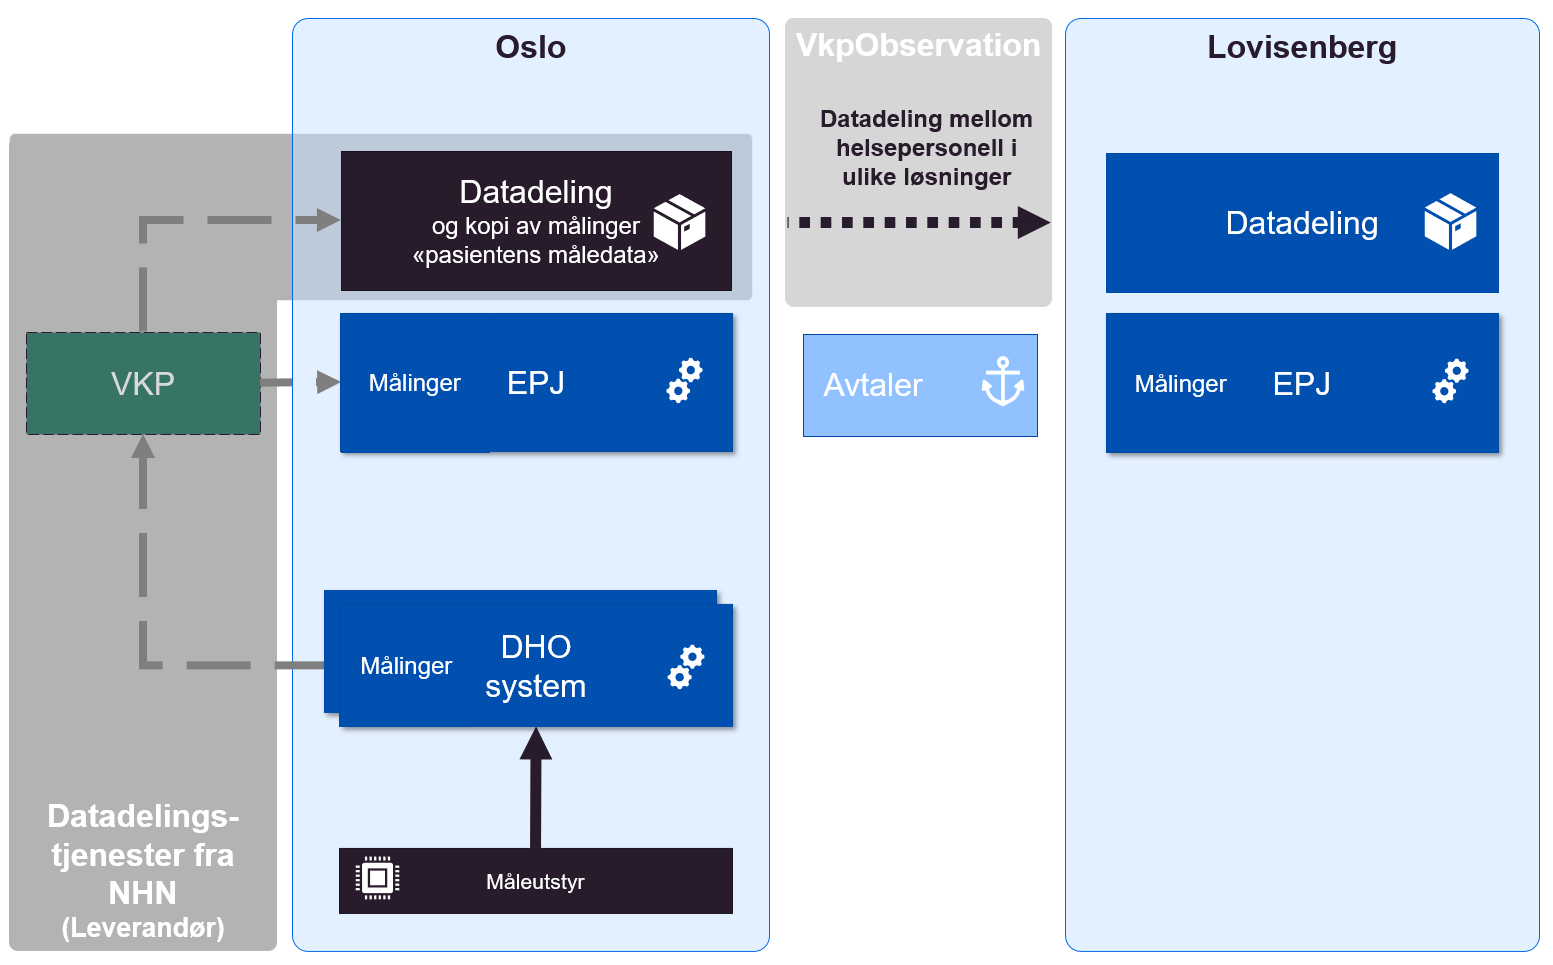 Oslo
VkpObservation
Lovisenberg
Datadeling mellom
helsepersonell i
ulike løsninger
Datadeling
og kopi av målinger
«pasientens måledata»
Datadeling
VKP
Målinger
EPJ
Avtaler
Målinger
EPJ
Målinger
DHO
system
Datadelings-
tjenester fra
NHN
(Leverandør)
Måleutstyr